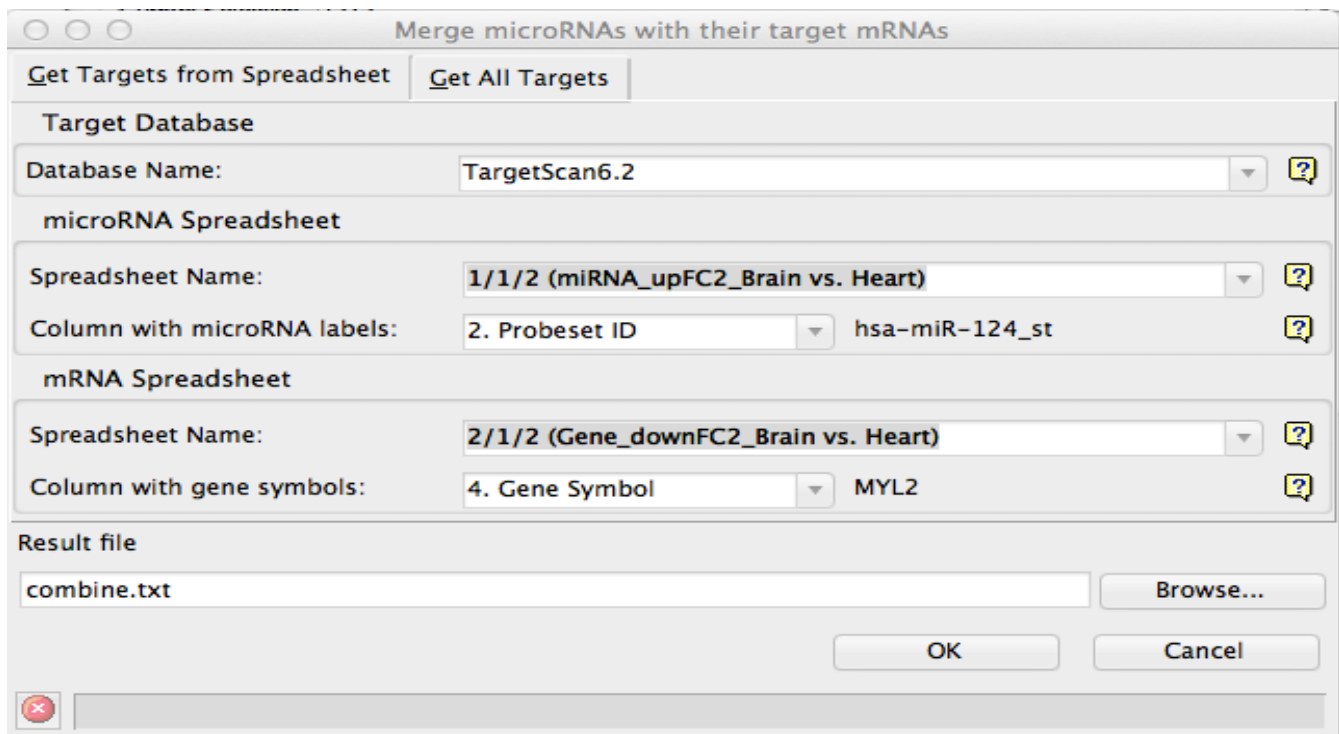 Merge microRNAs with their target mRNAs
Get Targets from Spreadsheet Get All Targets
Target Database
Database Name: TargetScan6.2
microRNA Spreadsheet
Spreadsheet Name: 1/1/2 (miRNA_upFC2_Brain vs. Heart)
Column with microRNA labels: 2. Probeset ID hsa-miR-124_st
mRNA Spreadsheet
Spreadsheet Name: 2/1/2 (Gene_downFC2_Brain vs. Heart)
Column with gene symbols: 4. Gene Symbol MYL2
Result file
combine.txt Browse...
OK Cancel